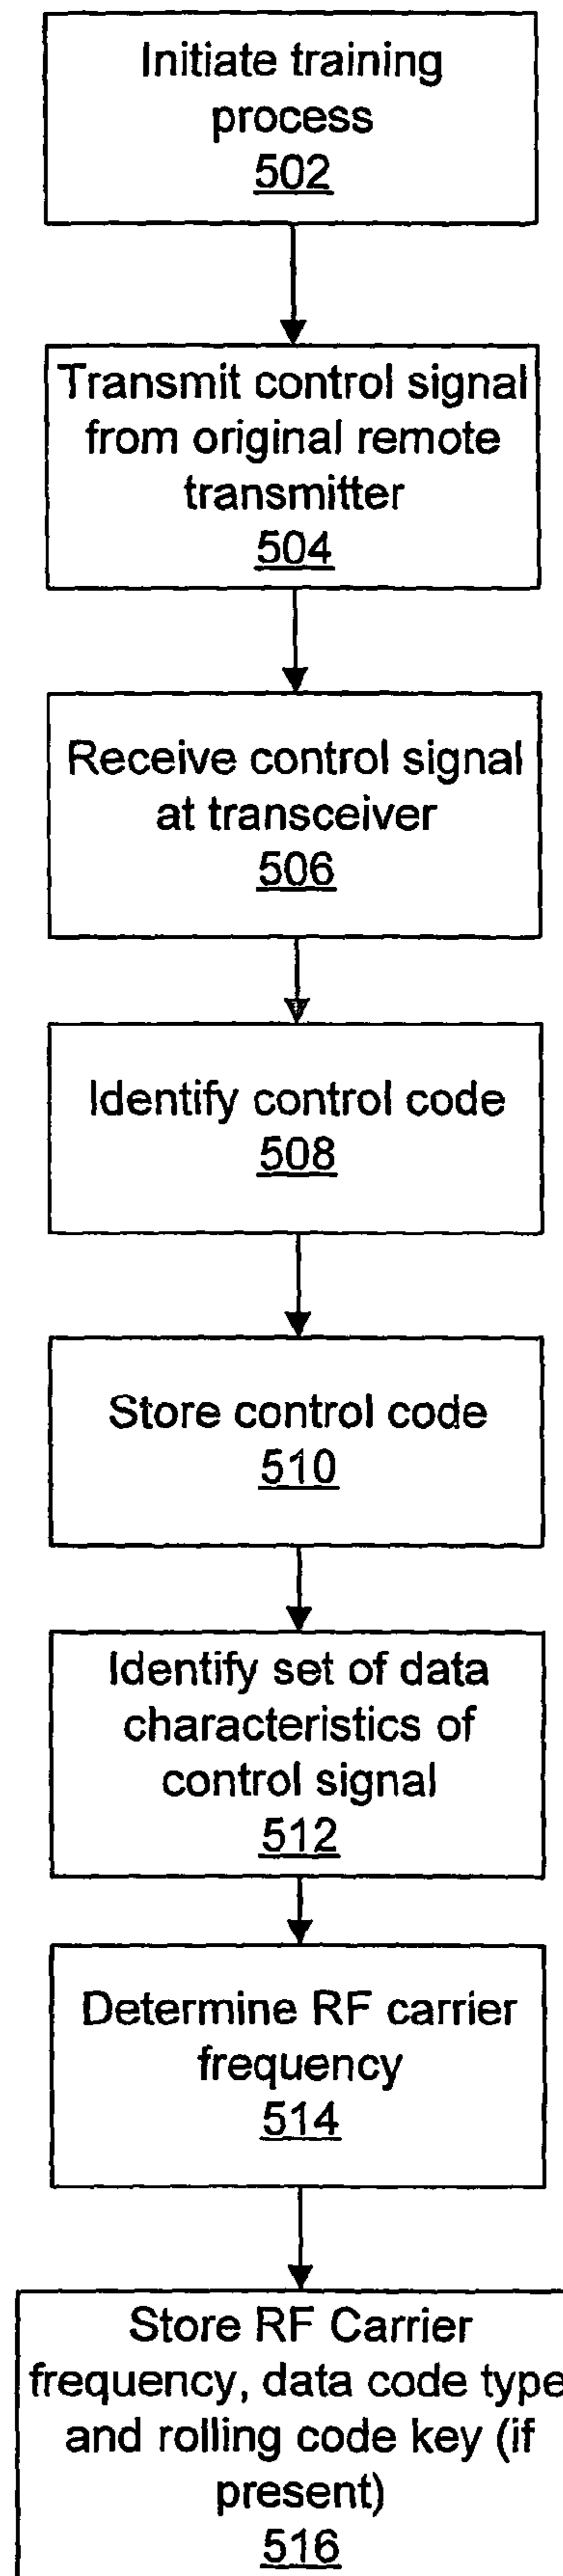 Initiate training
process
502
Transmit control signal
from original remote
transmitter
504
Receive control signal
at transceiver
506
Identify control code
508
Store control code
510
Identify set of data
characteristics of
control signal
512
Determine RF carrier
frequency
514
Store RF Carrier
frequency, data code type
and rolling code key (if
present)
516